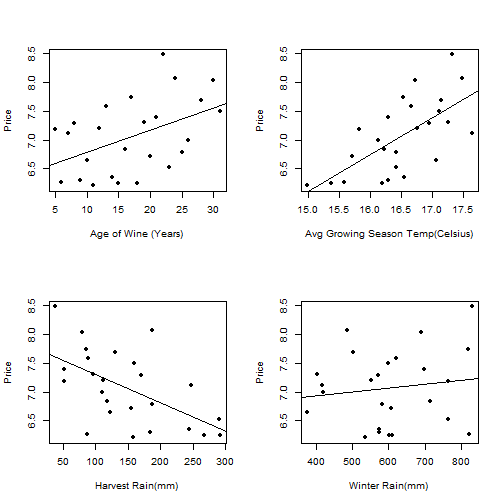 8.5
8.0
7.5
7.0
6.5
Price
5 10 15 20 25 30
Age of Wine (Years)
8.5
8.0
7.5
7.0
6.5
Price
15.0 15.5 16.0 16.5 17.0 17.5
Avg Growing Season Temp(Celsius)
8.5
8.0
7.5
7.0
6.5
Price
50 100 150 200 250 300
Harvest Rain(mm)
8.5
8.0
7.5
7.0
6.5
Price
400 500 600 700 800
Winter Rain(mm)